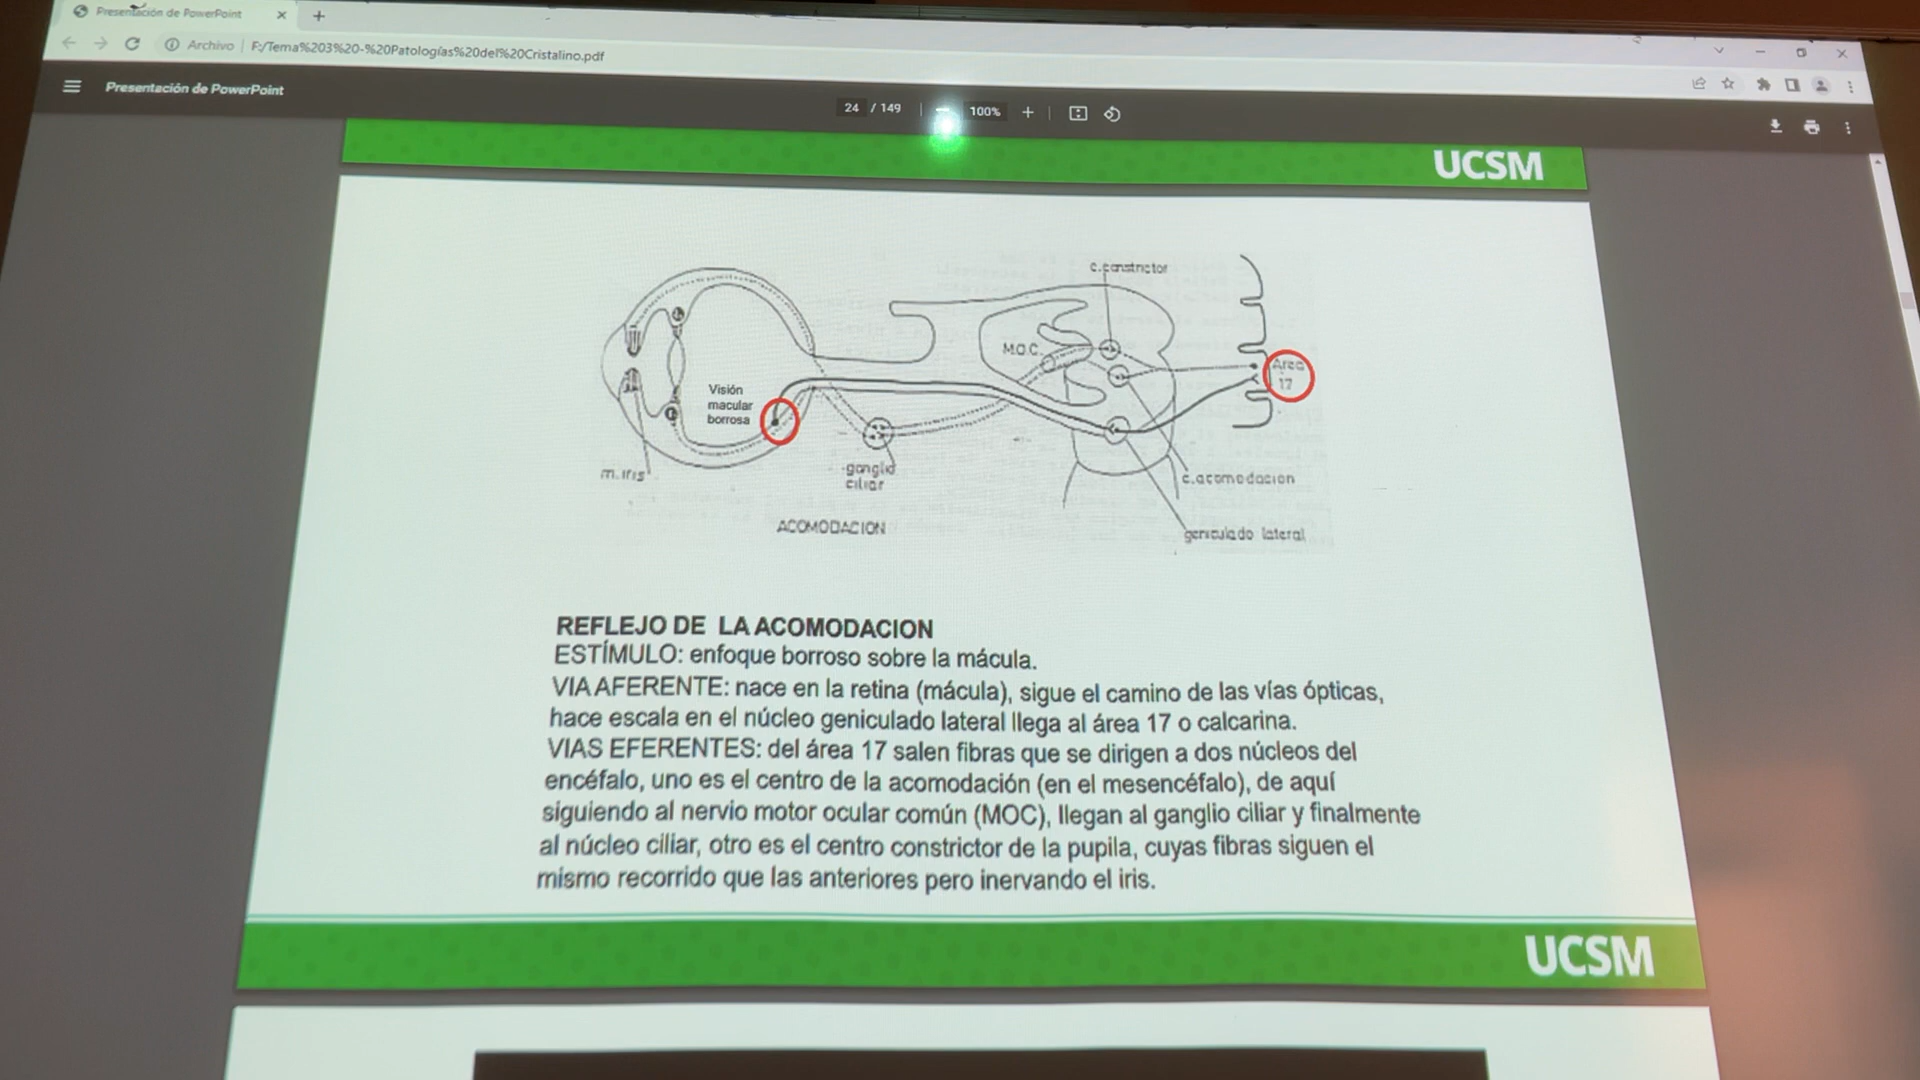 Presentación de PowerPoint
Archivo F:/Tema%203%20-%20Patologías%20del%20Cristalino.pdf
Presentación de PowerPoint
24 / 149
100%
UCSM
c.constrictor
M.O.C.
Area
17
Visión
macular
borrosa
m.iris
ganglio
ciliar
c.acomodacion
ACOMODACION
geniculado lateral
REFLEJO DE LA ACOMODACION
ESTÍMULO: enfoque borroso sobre la mácula.
VIA AFERENTE: nace en la retina (mácula), sigue el camino de las vías ópticas,
hace escala en el núcleo geniculado lateral llega al área 17 o calcarina.
VIAS EFERENTES: del área 17 salen fibras que se dirigen a dos núcleos del
encéfalo, uno es el centro de la acomodación (en el mesencéfalo), de aquí
siguiendo al nervio motor ocular común (MOC), llegan al ganglio ciliar y finalmente
al núcleo ciliar, otro es el centro constrictor de la pupila, cuyas fibras siguen el
mismo recorrido que las anteriores pero inervando el iris.
UCSM